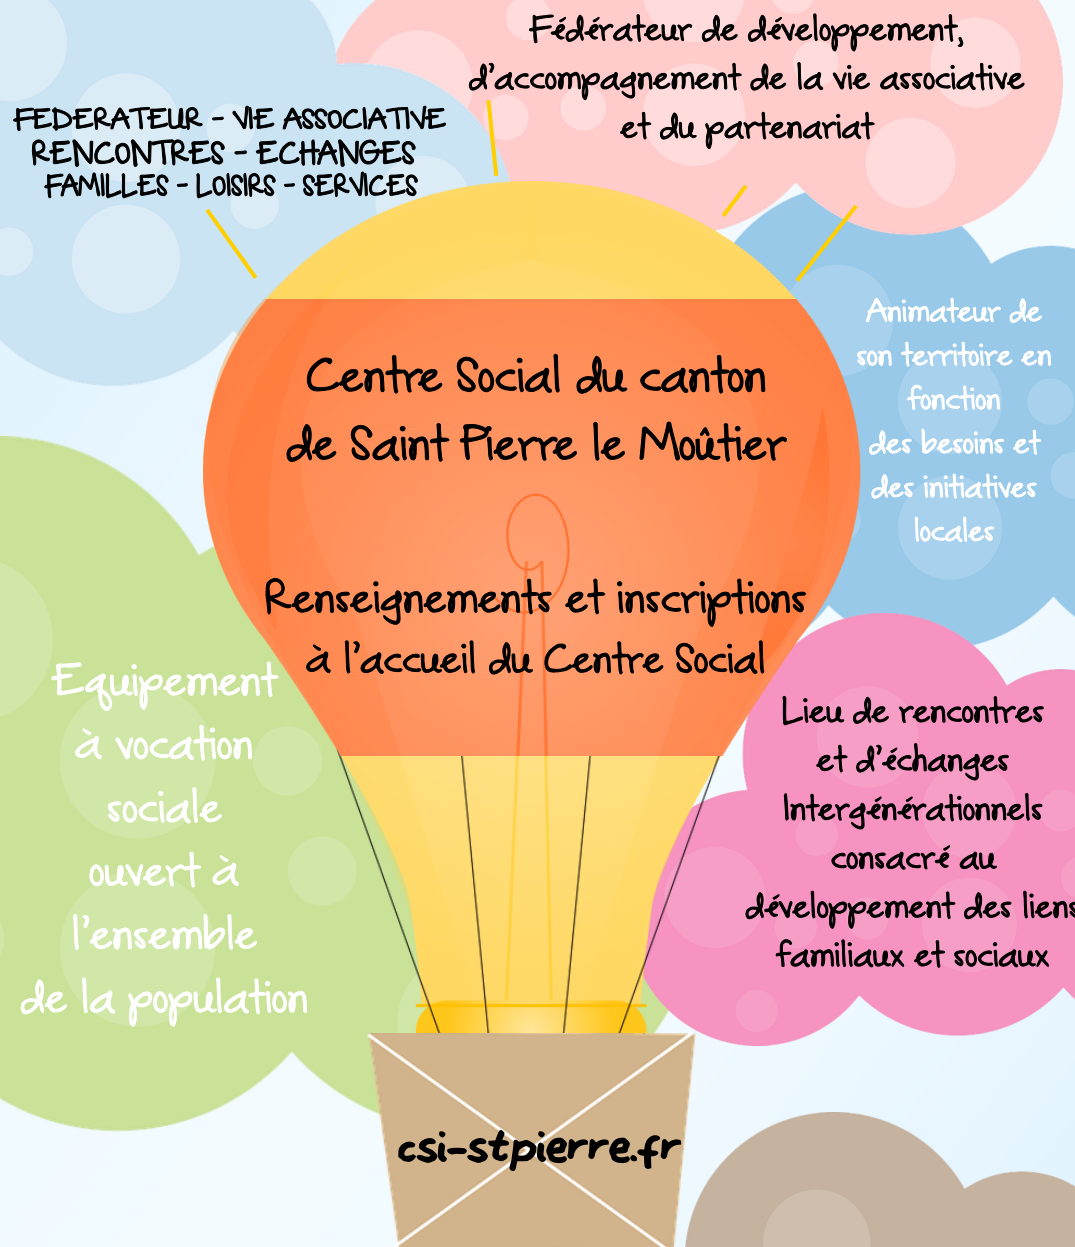 Fédérateur de développement,
d'accompagnement de la vie associative
et du partenariat
FEDERATEUR - VIE ASSOCIATIVE
RENCONTRES - ECHANGES
FAMILLES - LOISIRS - SERVICES
Animateur de
son territoire en
fonction
des besoins et
des initiatives
locales
Centre Social du canton
de Saint Pierre le Moûtier
Renseignements et inscriptions
à l'accueil du Centre Social
Equipement
à vocation
sociale
ouvert à
l'ensemble
de la population
Lieu de rencontres
et d'échanges
Intergénérationnels
consacré au
développement des liens
familiaux et sociaux
csi-stpierre.fr